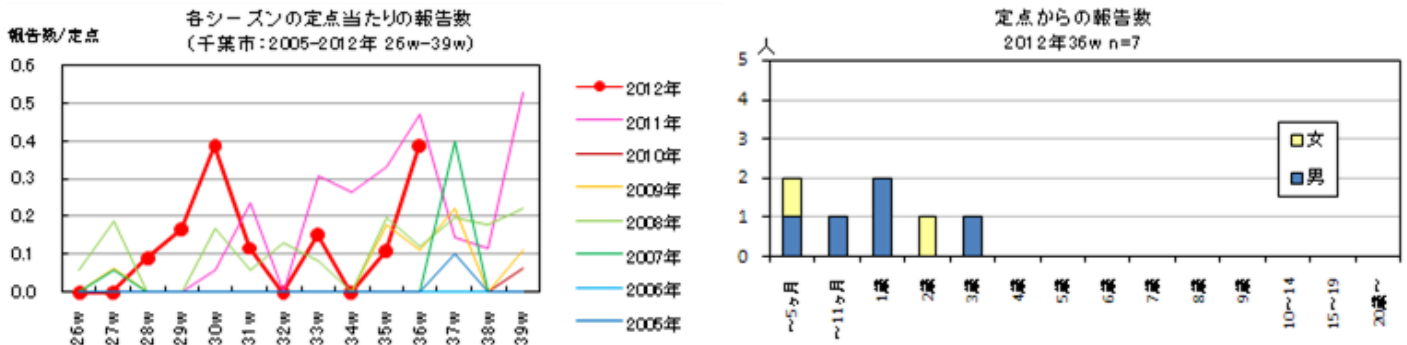 各シーズンの定点当たりの報告数
(千葉市:2005-2012年 26w-39w)
報告数/定点
0.6
0.5
0.4
0.3
0.2
0.1
0.0
26w
27w
28w
29w
30w
31w
32w
33w
34w
35w
36w
37w
38w
39w
2012年
2011年
2010年
2009年
2008年
2007年
2006年
2005年
定点からの報告数
2012年36w n=7
人
5
4
3
2
1
0
~5ヶ月
~11ヶ月
1歳
2歳
3歳
4歳
5歳
6歳
7歳
8歳
9歳
10~14
15~19
20歳~
女
男